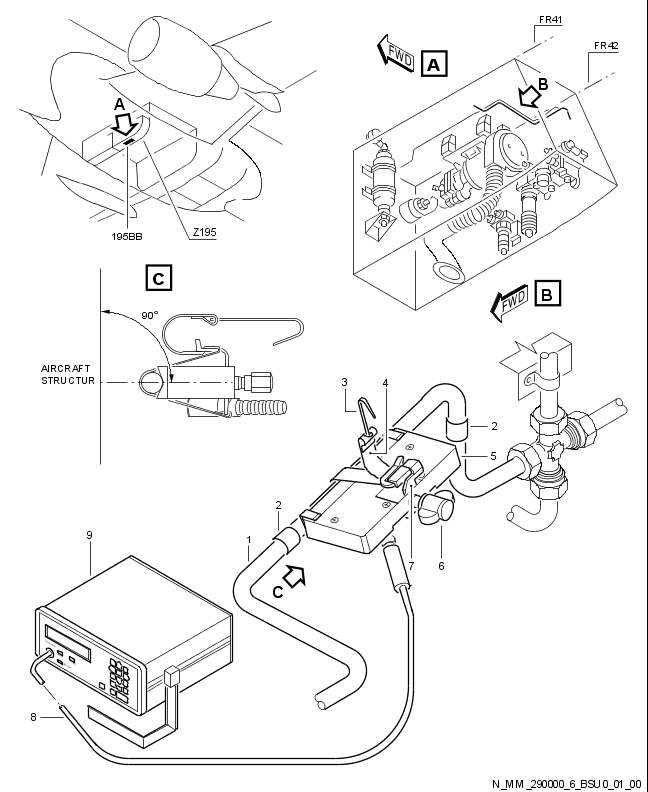 FR41
FWD
A
FR42
B
A
195BB
Z195
C
FWD
B
90°
AIRCRAFT
STRUCTUR
3
4
2
5
2
1
7
6
9
C
8
N_MM_290000_6_BSU0_01_00